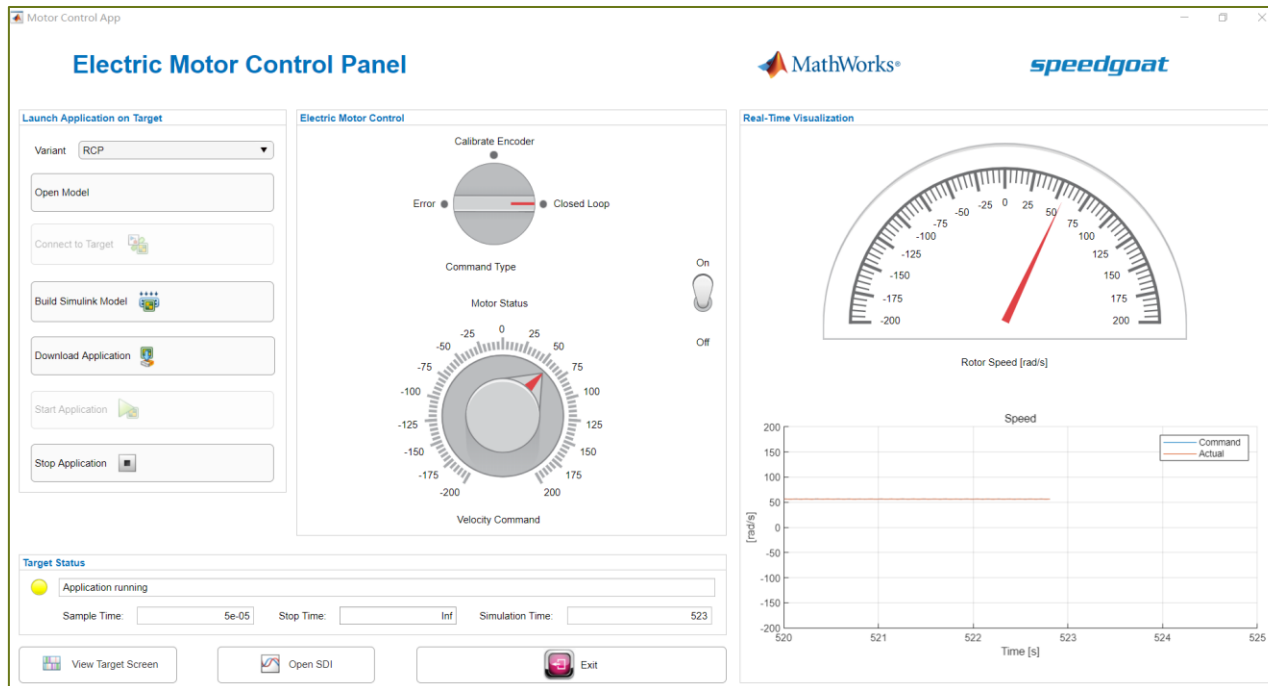 Motor Control App
Electric Motor Control Panel
MathWorks®
speedgoat
Launch Application on Target
Variant RCP
Open Model
Connect to Target
Build Simulink Model
Download Application
Start Application
Stop Application
Electric Motor Control
Calibrate Encoder
Error
Closed Loop
Command Type
On
Off
Motor Status
0
-25 25
-50 50
-75 75
-100 100
-125 125
-150 150
-175 175
-200 200
Velocity Command
Real-Time Visualization
0
-25 25
-50 50
-75 75
-100 100
-125 125
-150 150
-175 175
-200 200
Rotor Speed [rad/s]
Speed
Command
Actual
200
150
100
50
0
-50
-100
-150
-200
[rad/s]
520 521 522 523 524 525
Time [s]
Target Status
Application running
Sample Time: 5e-05 Stop Time: Inf Simulation Time: 523
View Target Screen
Open SDI
Exit